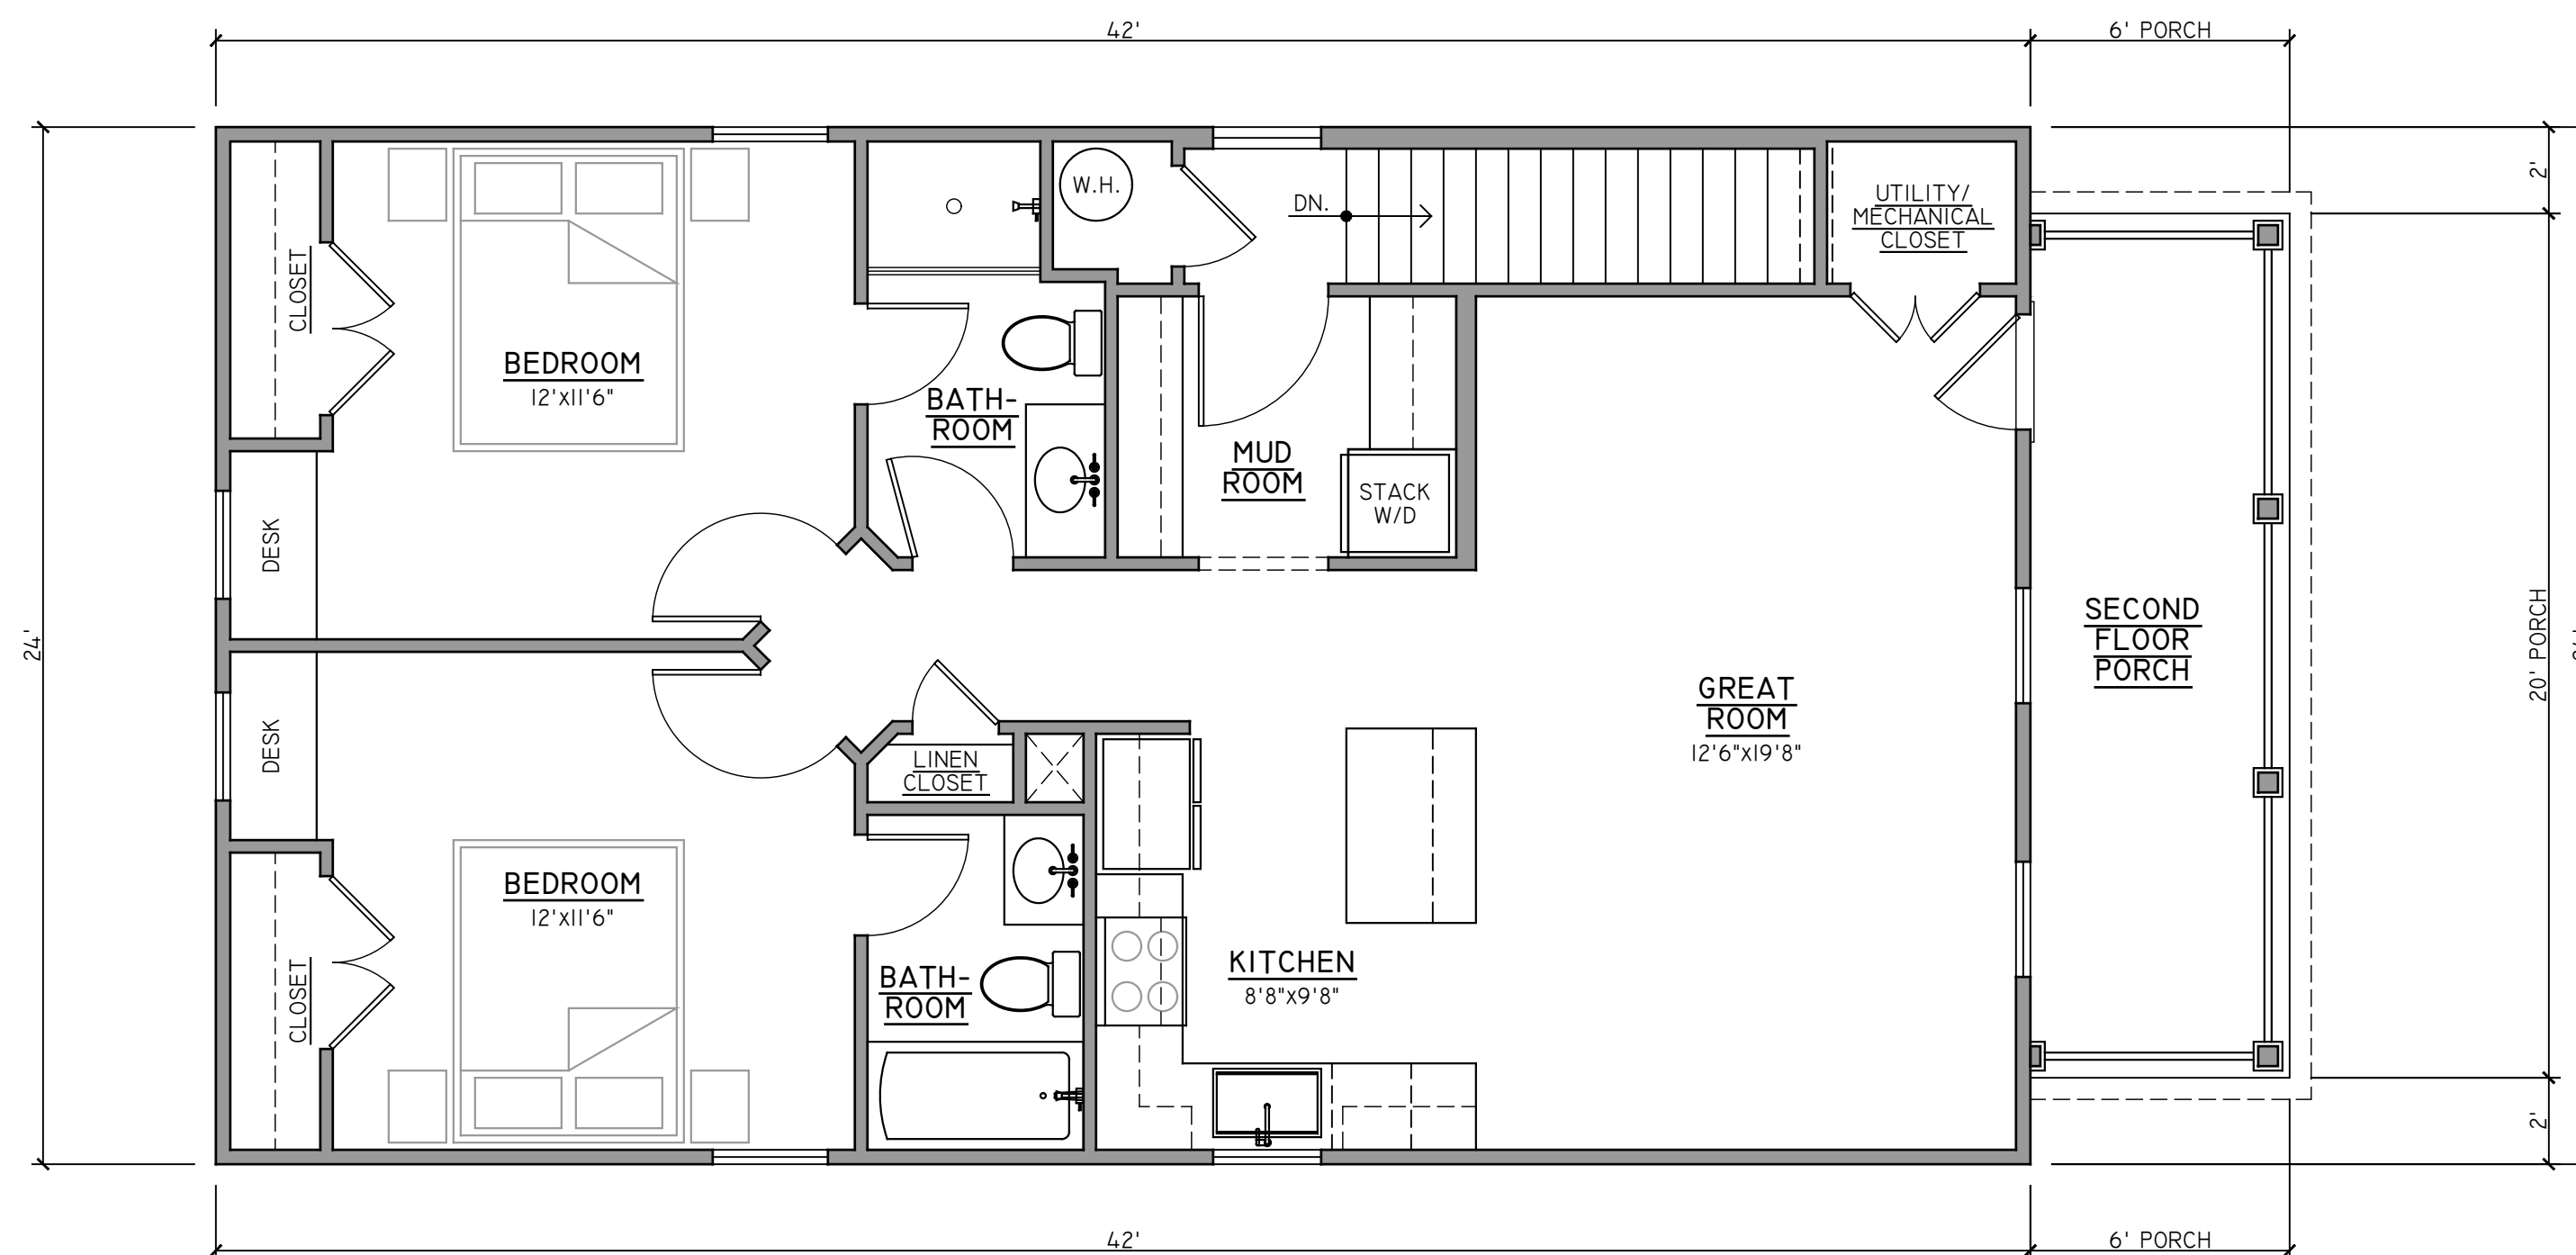 42'
6' PORCH
2'
W.H.
DN.
UTILITY/
MECHANICAL
CLOSET
CLOSET
BEDROOM
12'x11'6"
BATH-
ROOM
MUD
ROOM
STACK
W/D
DESK
24'
SECOND
FLOOR
PORCH
20' PORCH
GREAT
ROOM
12'6"x19'8"
DESK
LINEN
CLOSET
BEDROOM
12'x11'6"
CLOSET
BATH-
ROOM
KITCHEN
8'8"x9'8"
2'
42'
6' PORCH